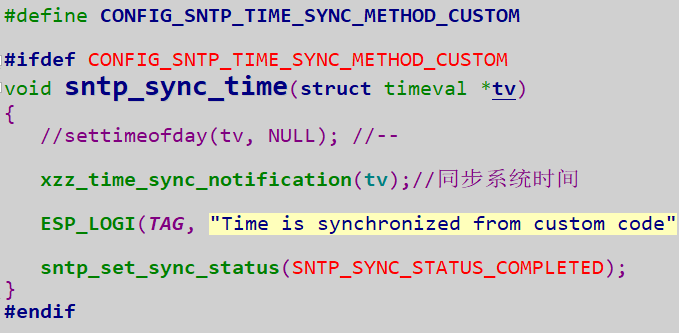 #define CONFIG_SNTP_TIME_SYNC_METHOD_CUSTOM
#ifdef CONFIG_SNTP_TIME_SYNC_METHOD_CUSTOM
void sntp_sync_time(struct timeval *tv)
{
//settimeofday(tv, NULL); //--
xzz_time_sync_notification(tv);//同步系统时间
ESP_LOGI(TAG, "Time is synchronized from custom code"
sntp_set_sync_status(SNTP_SYNC_STATUS_COMPLETED);
}
#endif